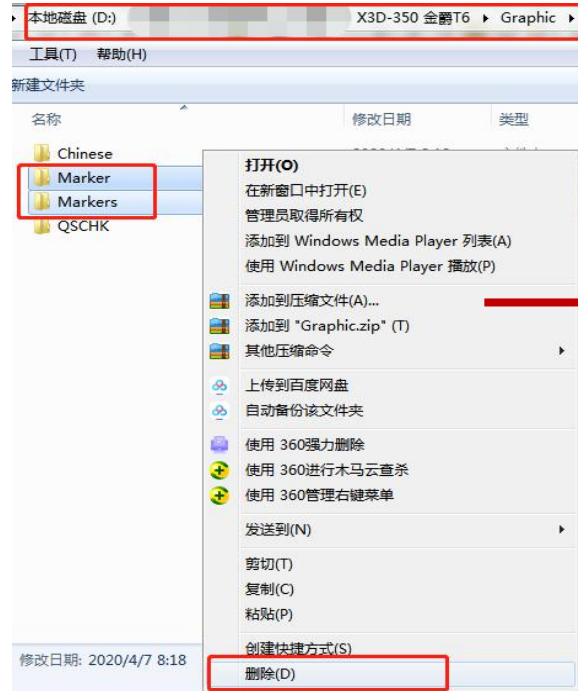 本地磁盘 (D:) X3D-350 金爵T6 ▸ Graphic ▸
工具(T) 帮助(H)
新建文件夹
名称 修改日期 类型
Chinese
Marker
Markers
QSCHK
打开(O)
在新窗口中打开(E)
管理员取得所有权
添加到 Windows Media Player 列表(A)
使用 Windows Media Player 播放(P)
添加到压缩文件(A)...
添加到 "Graphic.zip" (T)
其他压缩命令
上传到百度网盘
自动备份该文件夹
使用 360强力删除
使用 360进行木马云查杀
使用 360管理右键菜单
发送到(N)
剪切(T)
复制(C)
粘贴(P)
创建快捷方式(S)
删除(D)
修改日期: 2020/4/7 8:18